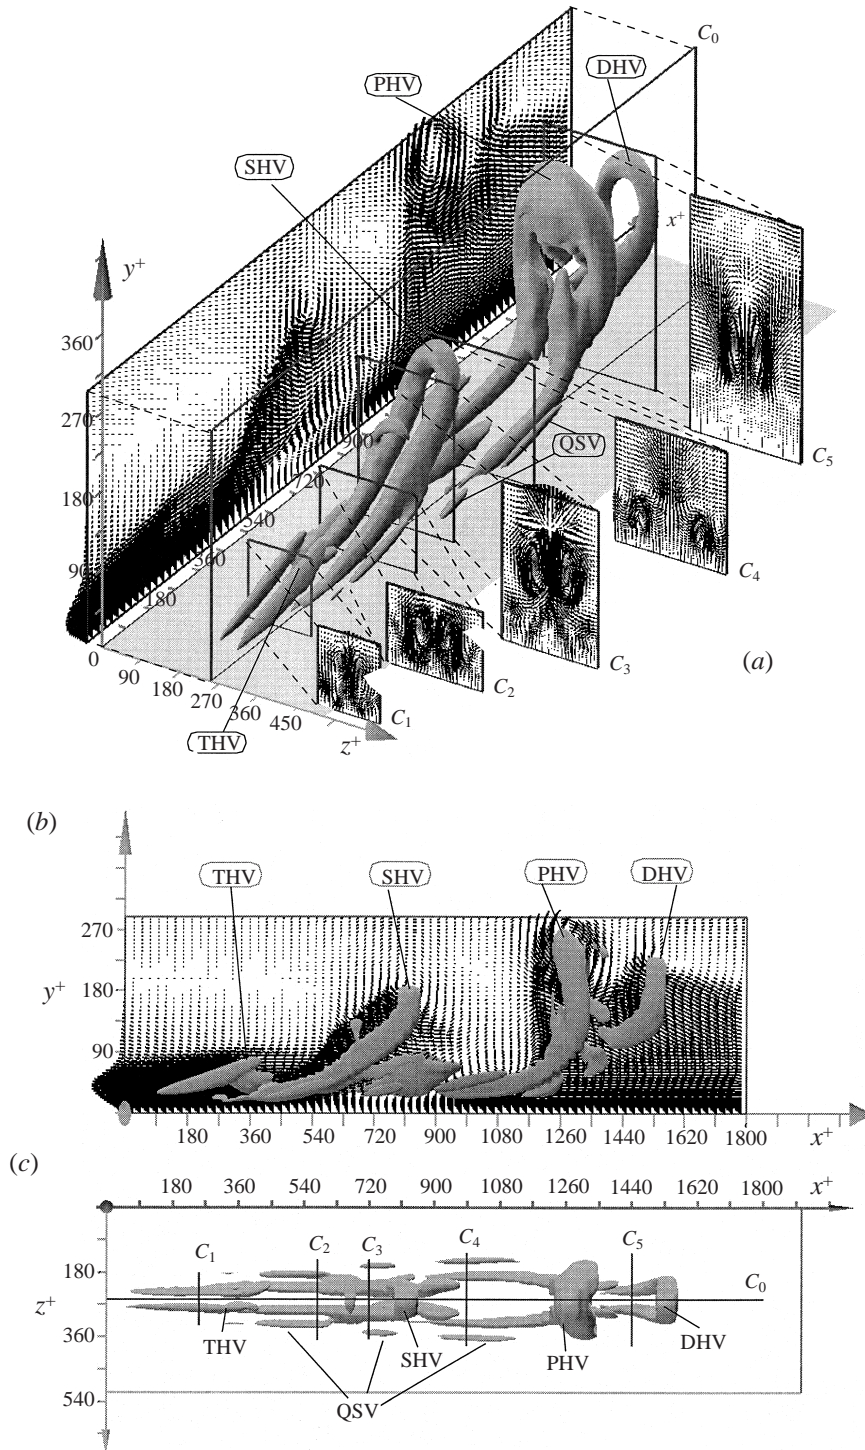 C0
PHV
DHV
SHV
x+
y+
360
270
180
90
900
720
540
360
180
QSV
C5
C4
C3
C2
C1
(a)
0
90
180
270
360
450
z+
THV
(b)
THV
SHV
PHV
DHV
270
y+
180
90
180 360 540 720 900 1080 1260 1440 1620 1800 x+
(c)
180 360 540 720 900 1080 1260 1440 1620 1800 x+
C1 C2 C3 C4 C5
180
C0
z+
THV SHV PHV DHV
360
QSV
540